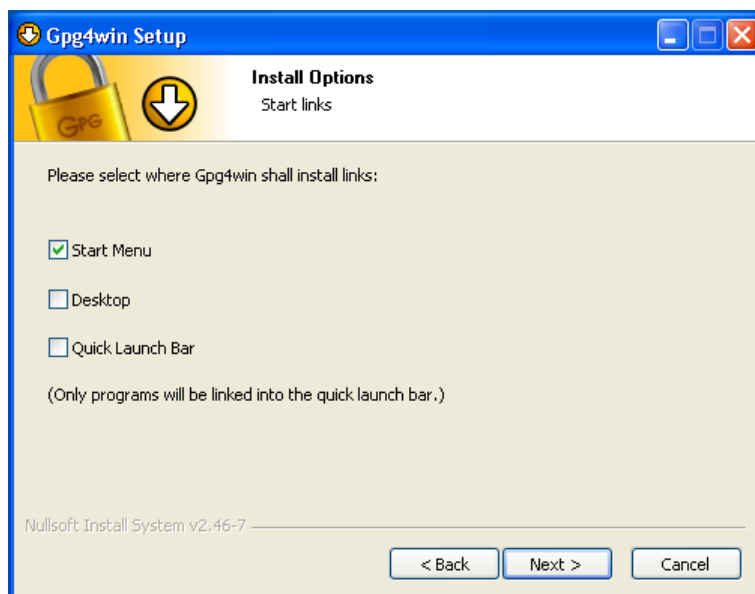 Gpg4win Setup
Install Options
Start links
GPG
Please select where Gpg4win shall install links:
Start Menu
Desktop
Quick Launch Bar
(Only programs will be linked into the quick launch bar.)
Nullsoft Install System v2.46-7
< Back
Next >
Cancel